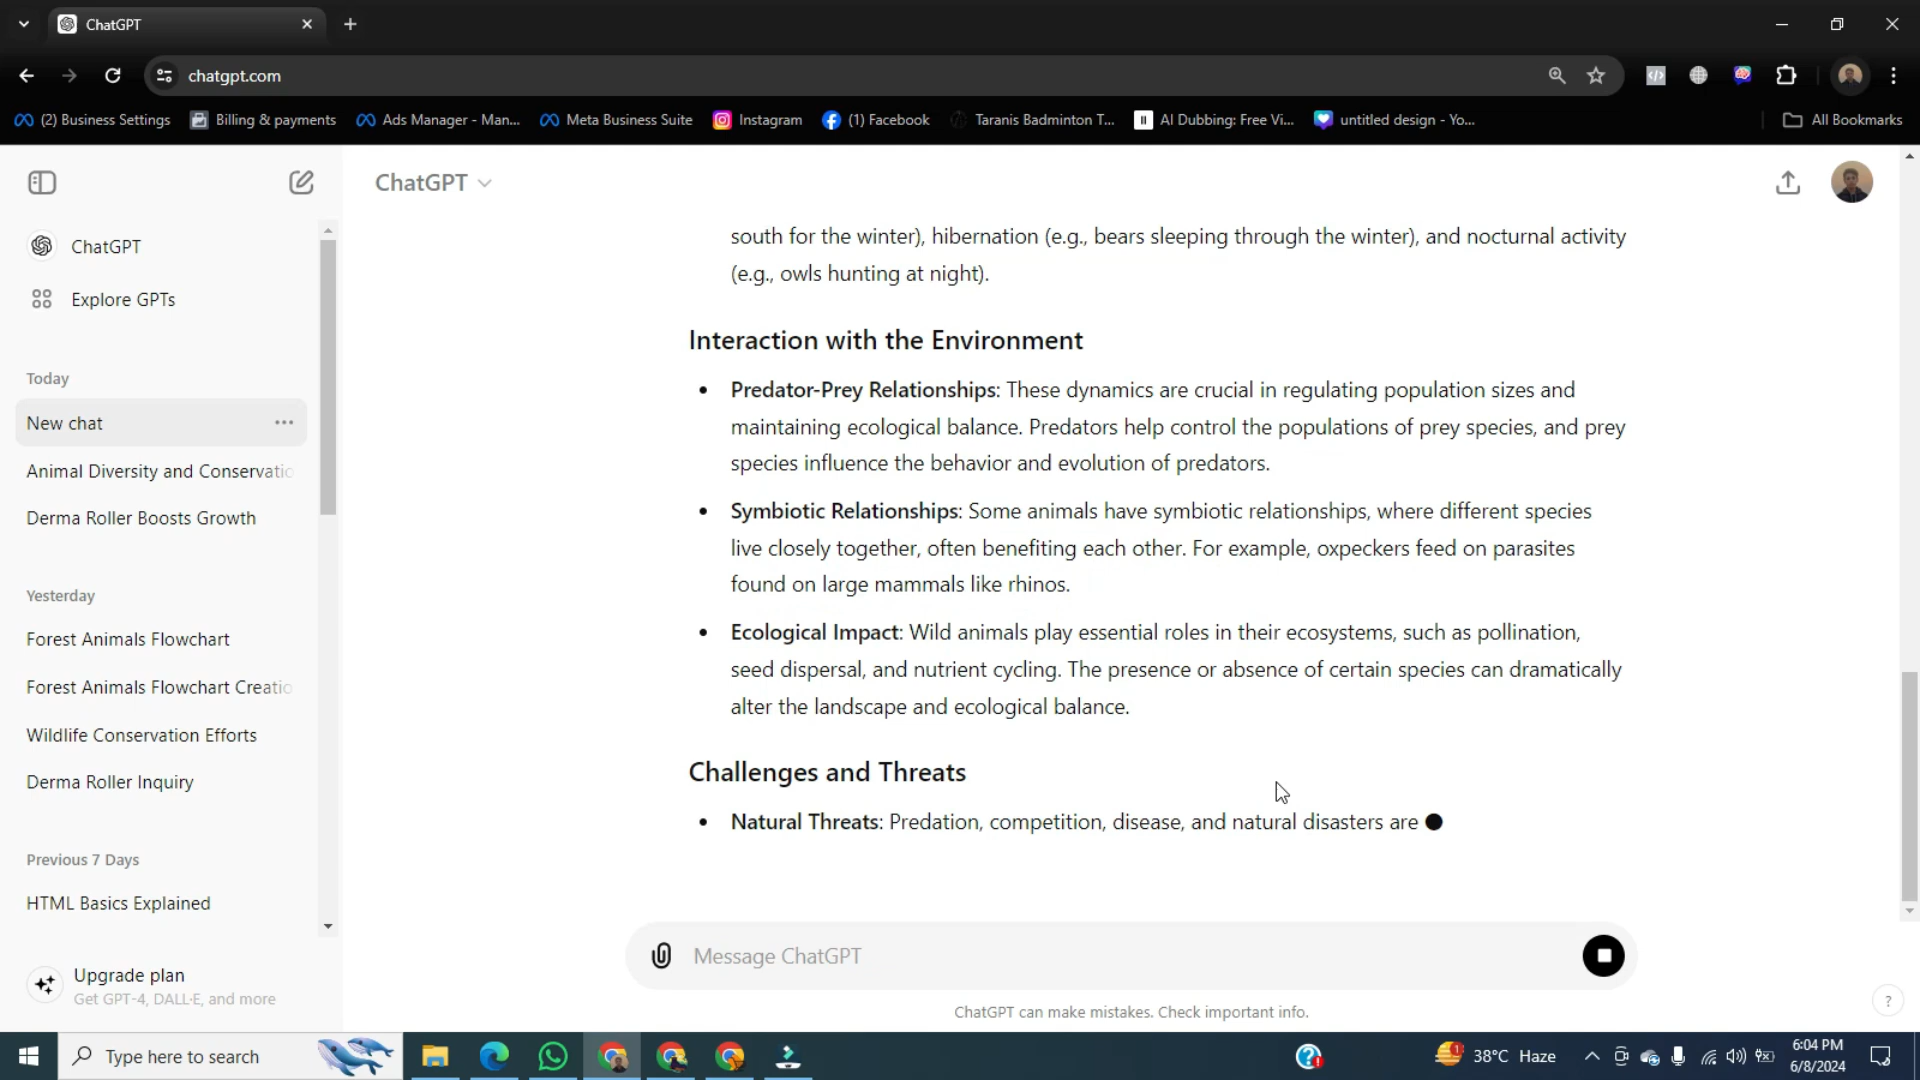 ChatGPT
chatgpt.com
(2) Business Settings
Billing & payments
Ads Manager - Man...
Meta Business Suite
Instagram
(1) Facebook
Taranis Badminton T...
AI Dubbing: Free Vi...
untitled design - Yo...
All Bookmarks
ChatGPT
Explore GPTs
Today
New chat
Animal Diversity and Conservatio
Derma Roller Boosts Growth
Yesterday
Forest Animals Flowchart
Forest Animals Flowchart Creatio
Wildlife Conservation Efforts
Derma Roller Inquiry
Previous 7 Days
HTML Basics Explained
Upgrade plan
Get GPT-4, DALL·E, and more
ChatGPT
south for the winter), hibernation (e.g., bears sleeping through the winter), and nocturnal activity
(e.g., owls hunting at night).
Interaction with the Environment
• Predator-Prey Relationships: These dynamics are crucial in regulating population sizes and
maintaining ecological balance. Predators help control the populations of prey species, and prey
species influence the behavior and evolution of predators.
• Symbiotic Relationships: Some animals have symbiotic relationships, where different species
live closely together, often benefiting each other. For example, oxpeckers feed on parasites
found on large mammals like rhinos.
• Ecological Impact: Wild animals play essential roles in their ecosystems, such as pollination,
seed dispersal, and nutrient cycling. The presence or absence of certain species can dramatically
alter the landscape and ecological balance.
Challenges and Threats
• Natural Threats: Predation, competition, disease, and natural disasters are
Message ChatGPT
ChatGPT can make mistakes. Check important info.
?
Type here to search
1
38°C Haze
6:04 PM
6/8/2024